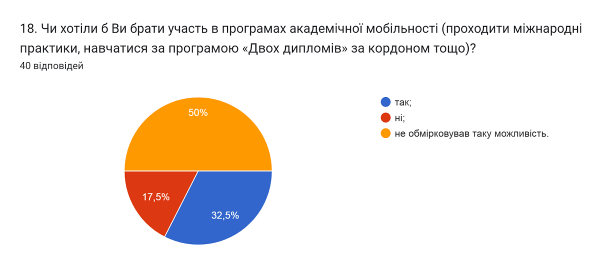 18. Чи хотіли б Ви брати участь в програмах академічної мобільності (проходити міжнародні
практики, навчатися за програмою «Двох дипломів» за кордоном тощо)?
40 відповідей
50%
17,5%
32,5%
так;
ні;
не обмірковував таку можливість.